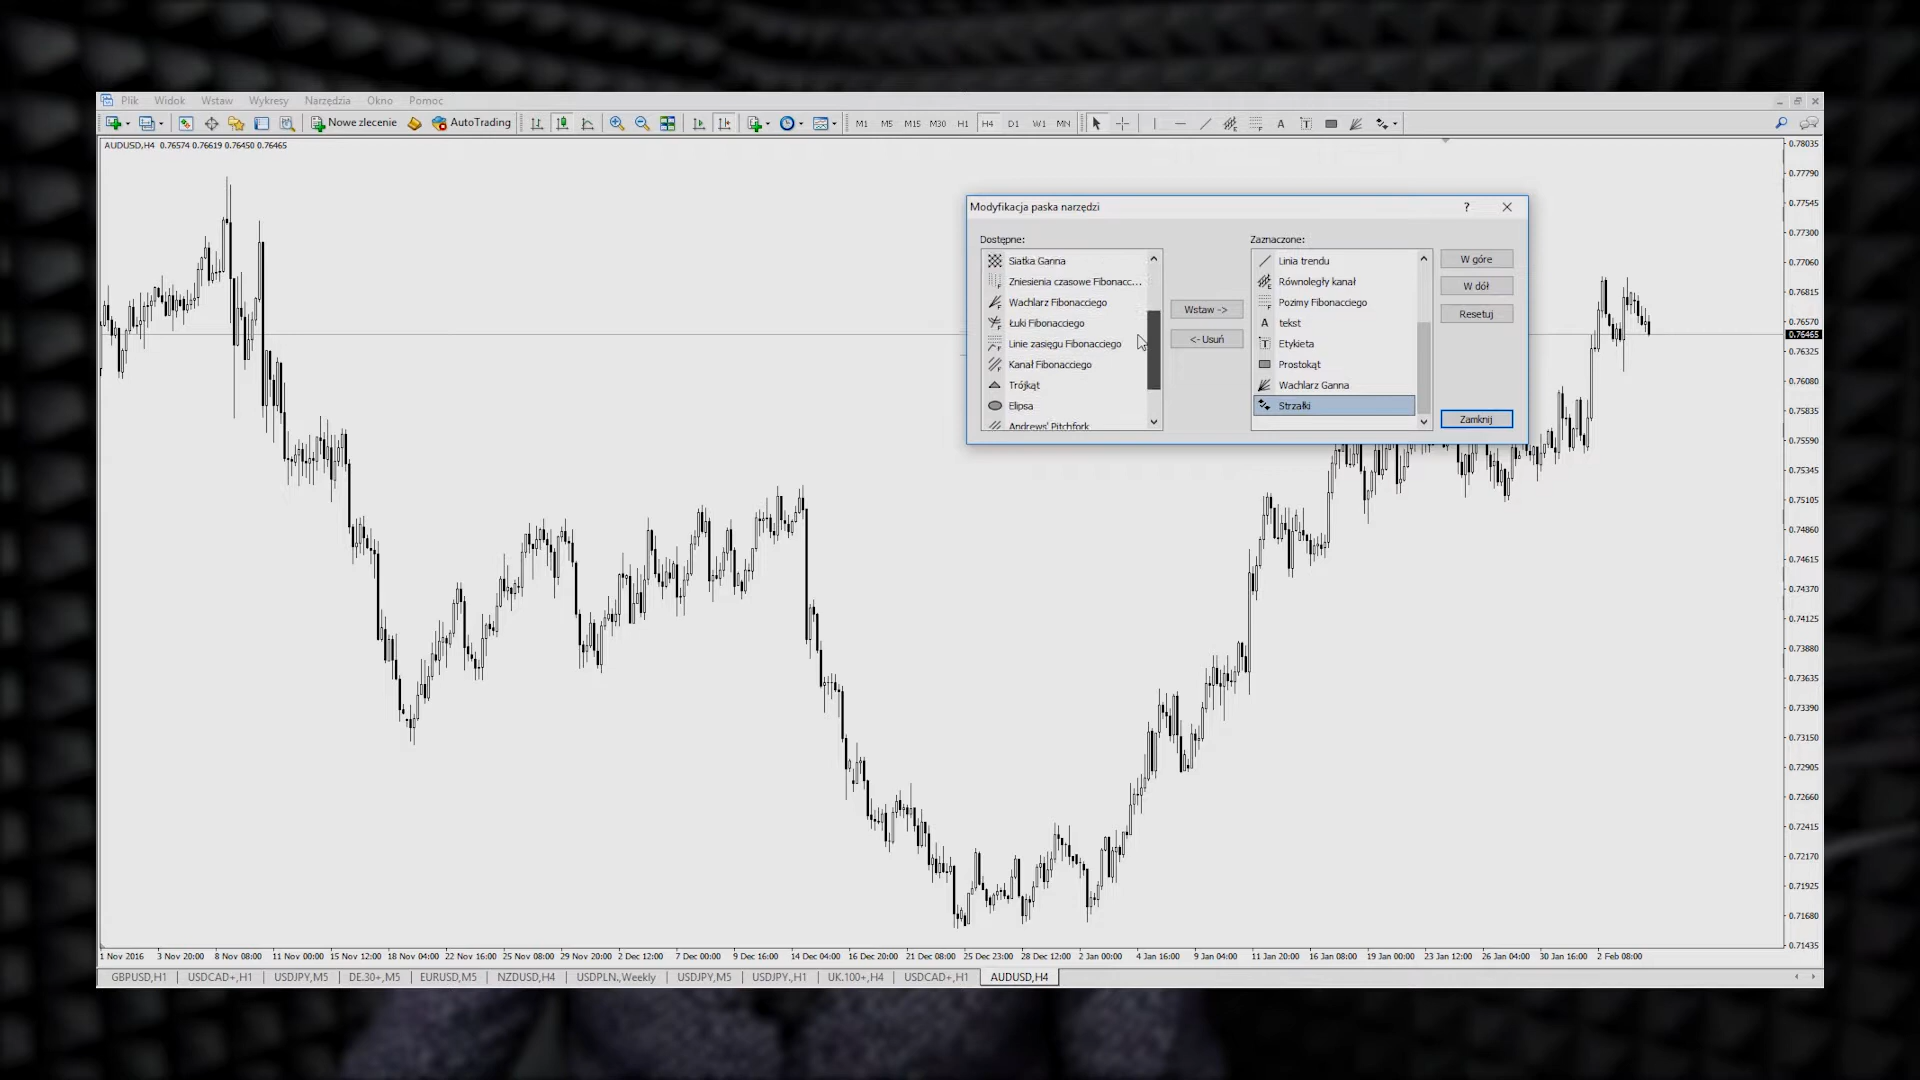 Plik Widok Wstaw Wykresy Narzędzia Okno Pomoc
Nowe zlecenie AutoTrading M1 M5 M15 M30 H1 H4 D1 W1 MN A T
AUDUSD,H4 0.76574 0.76619 0.76450 0.76465
Modyfikacja paska narzędzi ?
Dostępne:
Siatka Ganna
Zniesienia czasowe Fibonacc...
Wachlarz Fibonacciego
Łuki Fibonacciego
Linie zasięgu Fibonacciego
Kanał Fibonacciego
Trójkąt
Elipsa
Andrews' Pitchfork
Wstaw ->
<- Usuń
Zaznaczone:
Linia trendu
Równoległy kanał
Pozimy Fibonacciego
tekst
Etykieta
Prostokąt
Wachlarz Ganna
Strzałki
W góre
W dół
Resetuj
Zamknij
0.78035
0.77790
0.77545
0.77300
0.77060
0.76815
0.76570
0.76465
0.76325
0.76080
0.75835
0.75590
0.75345
0.75105
0.74860
0.74615
0.74370
0.74125
0.73880
0.73635
0.73390
0.73150
0.72905
0.72660
0.72415
0.72170
0.71925
0.71680
0.71435
1 Nov 2016 3 Nov 20:00 8 Nov 08:00 11 Nov 00:00 15 Nov 12:00 18 Nov 04:00 22 Nov 16:00 25 Nov 08:00 29 Nov 20:00 2 Dec 12:00 7 Dec 00:00 9 Dec 16:00 14 Dec 04:00 16 Dec 20:00 21 Dec 08:00 25 Dec 23:00 28 Dec 12:00 2 Jan 00:00 4 Jan 16:00 9 Jan 04:00 11 Jan 20:00 16 Jan 08:00 18 Jan 20:00 23 Jan 12:00 26 Jan 04:00 30 Jan 16:00 2 Feb 08:00
GBPUSD,H1 USDCAD+,H1 USDJPY,M5 DE.30+,M5 EURUSD,M5 NZDUSD,H4 USDPLN.,Weekly USDJPY,M5 USDJPY.,H1 UK.100+,H4 USDCAD+,H1 AUDUSD,H4